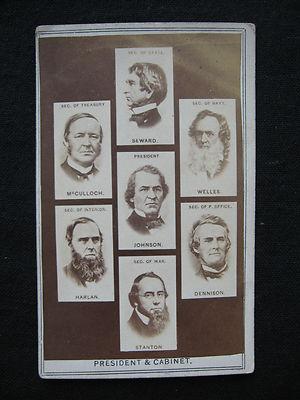 SEC. OF STATE.
SEWARD.
SEC. OF TREASURY
McCULLOCH.
SEC. OF NAVY.
WELLES.
PRESIDENT
JOHNSON.
SEC. OF INTERIOR.
HARLAN.
SEC. OF P. OFFICE.
DENNISON.
SEC. OF WAR.
STANTON.
PRESIDENT & CABINET.